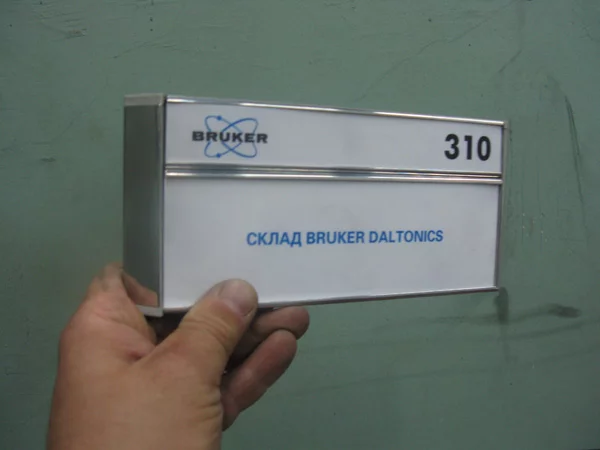 BRUKER
310
СКЛАД BRUKER DALTONICS